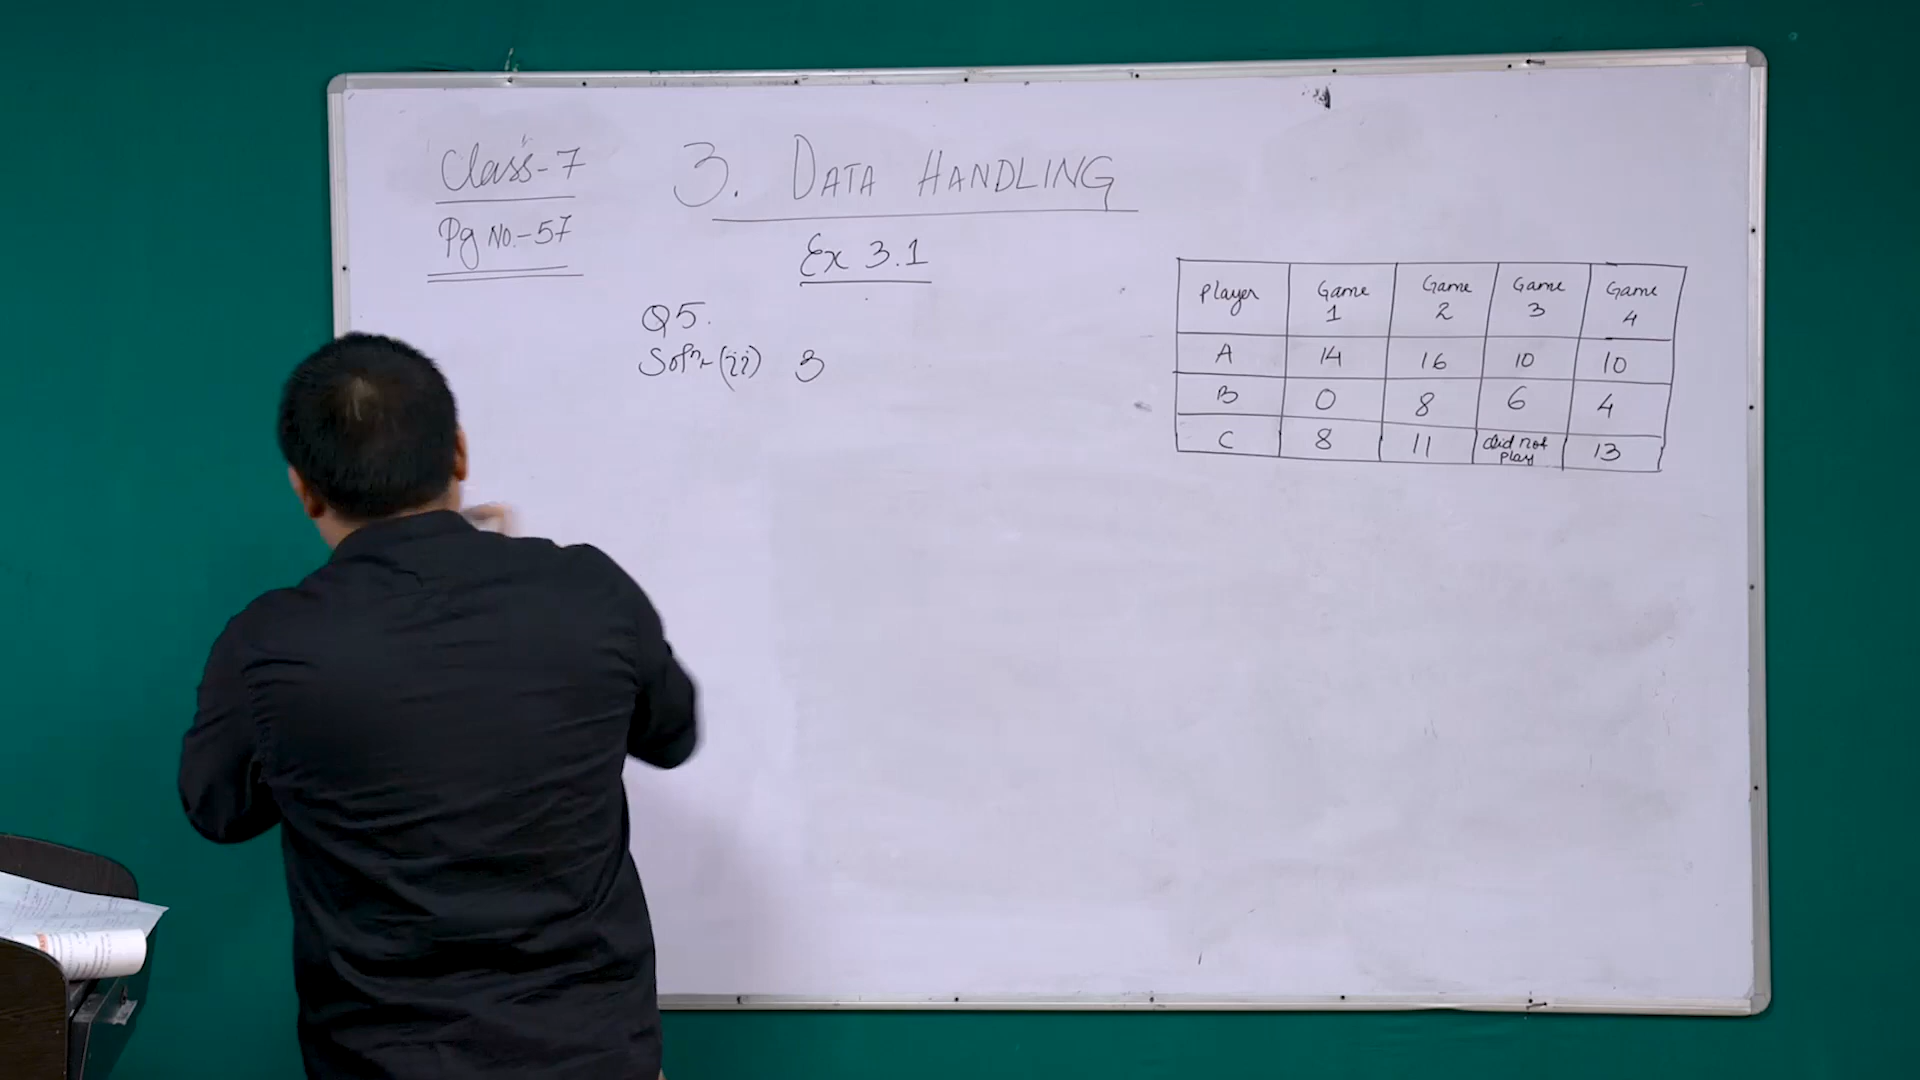 Class-7
Pg No.-57
3. DATA HANDLING
Ex 3.1
Q5.
Soln (ii) 3
Player Game 1 Game 2 Game 3 Game 4
A 14 16 10 10
B 0 8 6 4
C 8 11 did not play 13